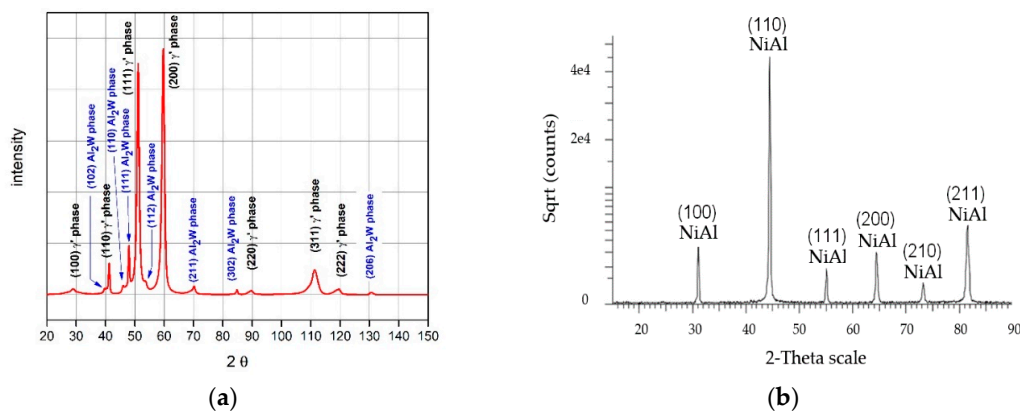 intensity
(100) γ' phase
(102) Al2W phase
(110) γ' phase
(110) Al2W phase
(111) Al2W phase
(111) γ' phase
(112) Al2W phase
(200) γ' phase
(211) Al2W phase
(302) Al2W phase
(220) γ' phase
(311) γ' phase
(222) γ' phase
(206) Al2W phase
20 30 40 50 60 70 80 90 100 110 120 130 140 150
2 θ
(a)
b)
Sqrt (counts)
4e4
2e4
0
(100)
NiAl
(110)
NiAl
(111)
NiAl
(200)
NiAl
(210)
NiAl
(211)
NiAl
20 30 40 50 60 70 80 90
2-Theta scale
(b)